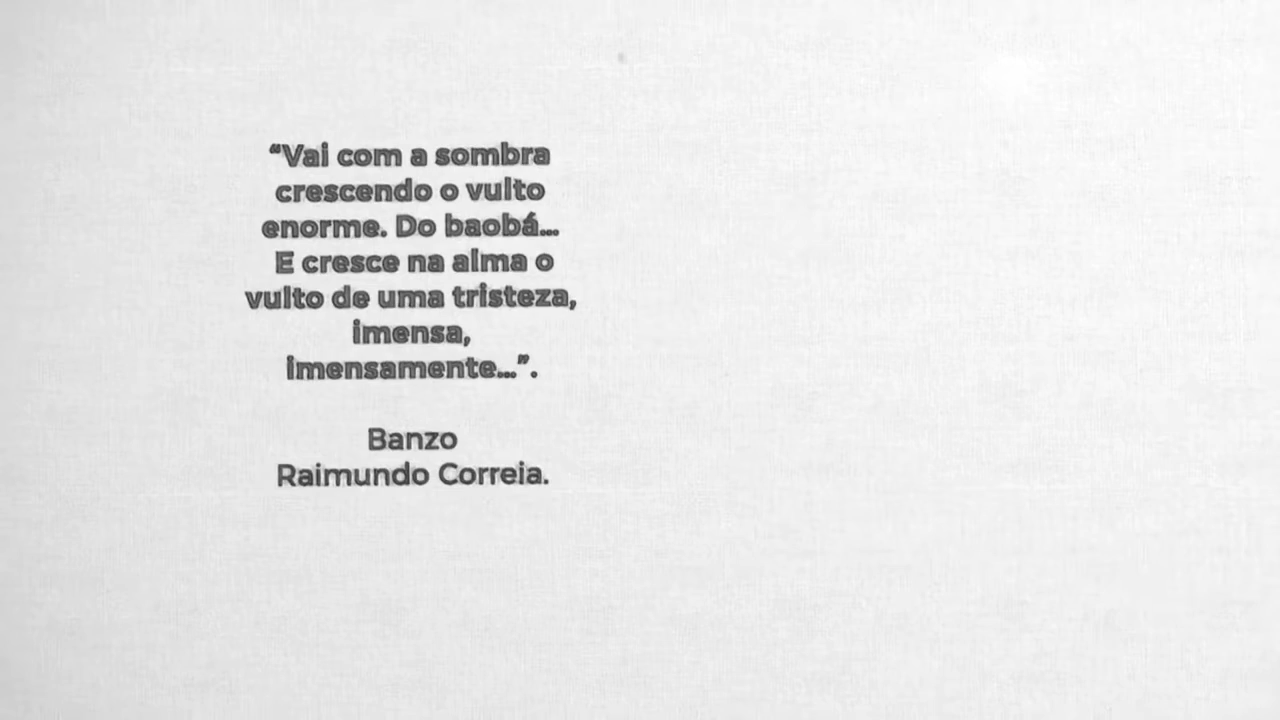 “Vai com a sombra
crescendo o vulto
enorme. Do baobá...
E cresce na alma o
vulto de uma tristeza,
imensa,
imensamente...”.
Banzo
Raimundo Correia.